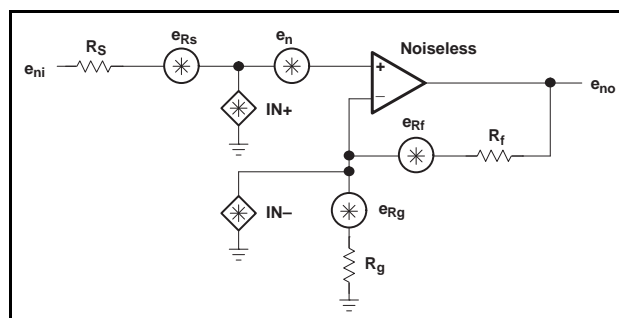 R_S
e_Rs
e_n
Noiseless
e_ni
+
e_no
−
IN+
e_Rf
R_f
IN−
e_Rg
R_g